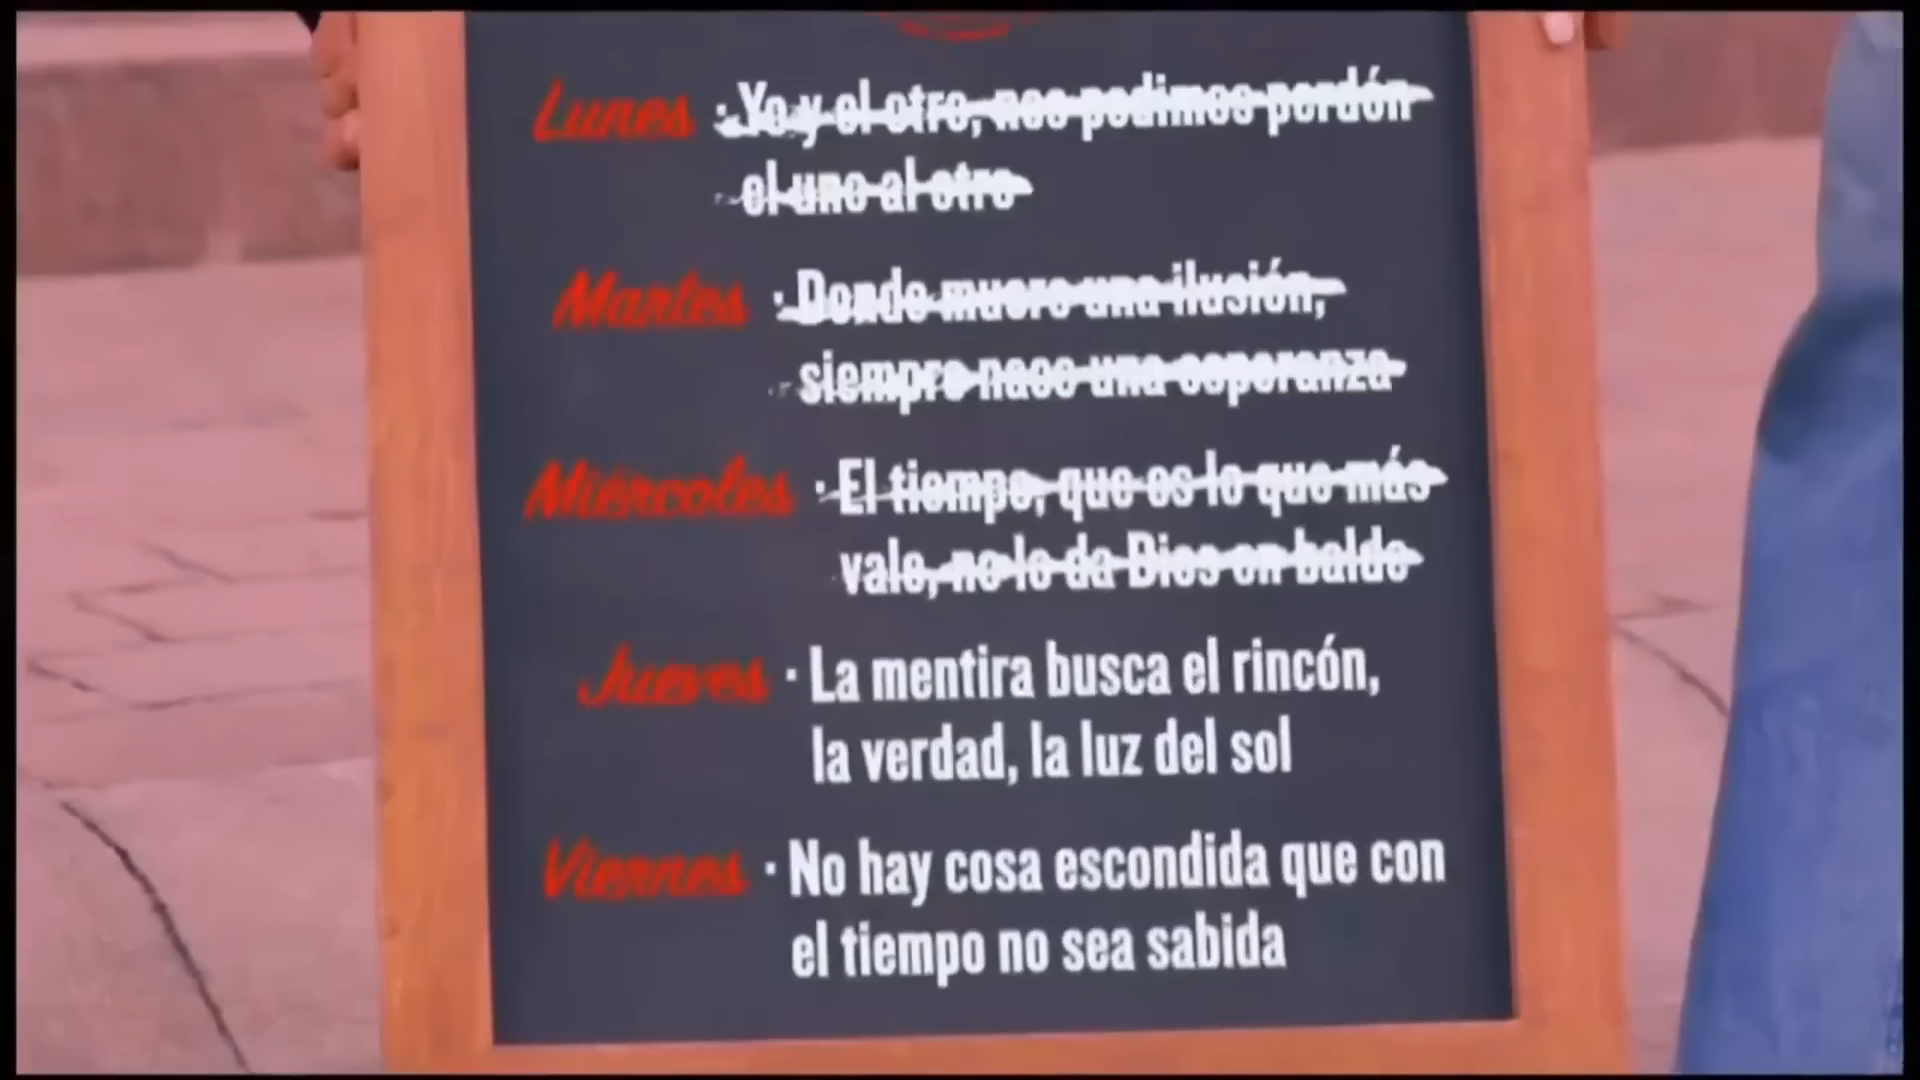 Lunes · Yo y el otro, nos pedimos perdón
el uno al otro
Martes · Donde muere una ilusión,
siempre nace una esperanza
Miércoles · El tiempo, que es lo que más
vale, no lo da Dios en balde
Jueves · La mentira busca el rincón,
la verdad, la luz del sol
Viernes · No hay cosa escondida que con
el tiempo no sea sabida